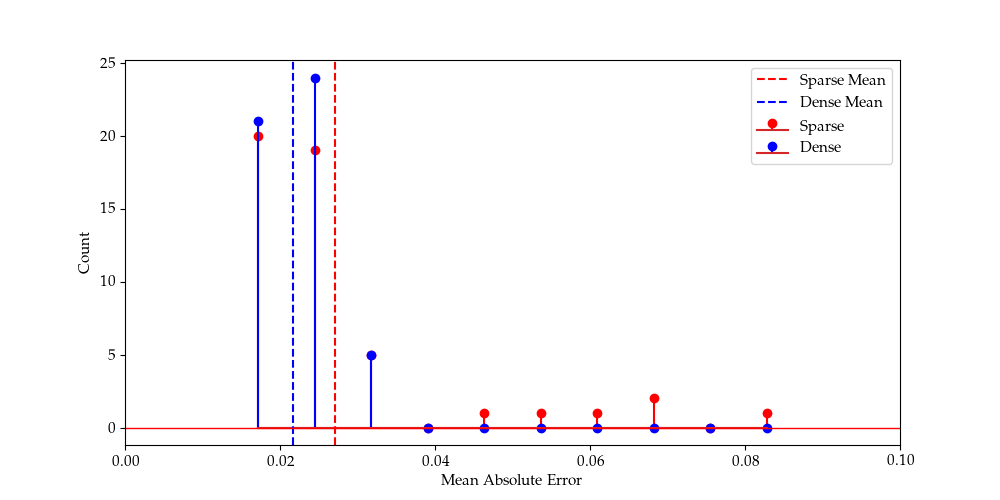 25
20
15
10
5
0
Count
0.00 0.02 0.04 0.06 0.08 0.10
Mean Absolute Error
Sparse Mean
Dense Mean
Sparse
Dense